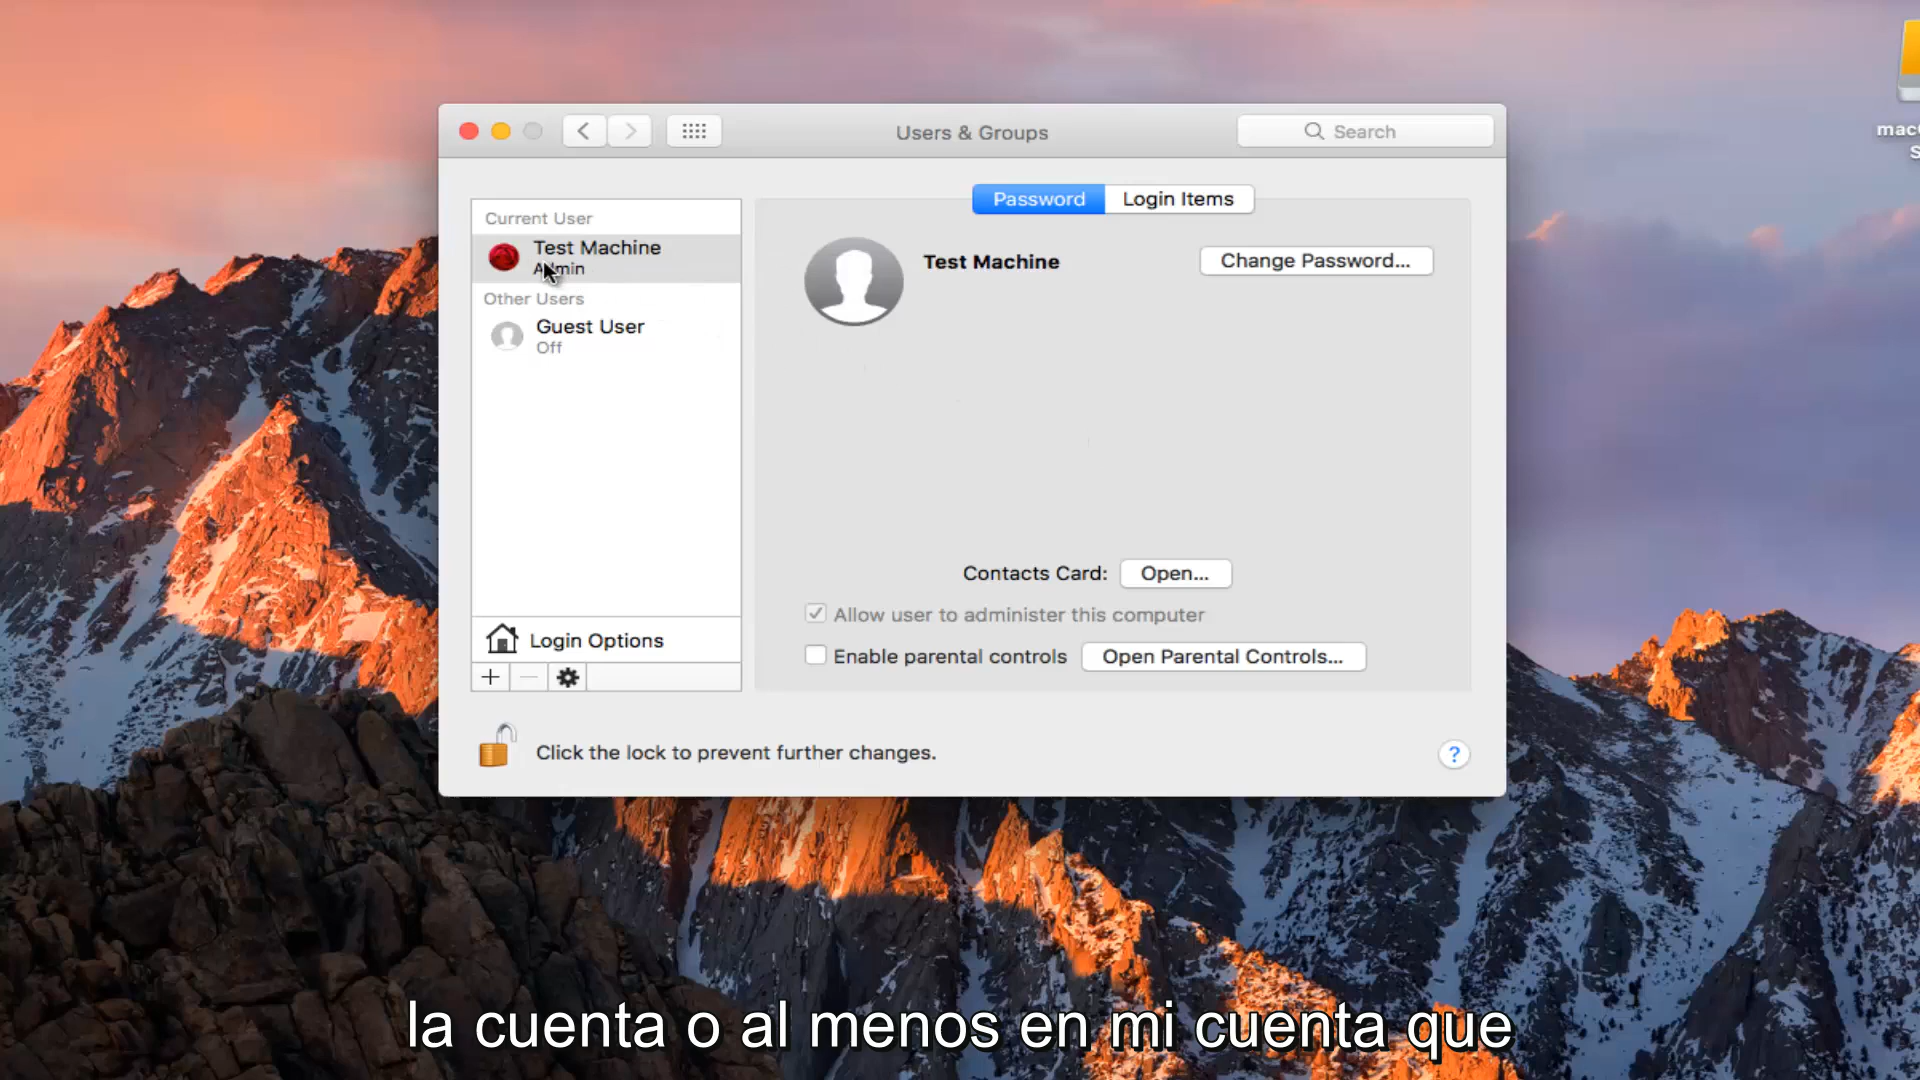 Users & Groups
Search
Password
Login Items
Current User
Test Machine
Admin
Other Users
Guest User
Off
Login Options
Test Machine
Change Password...
Contacts Card:
Open...
Allow user to administer this computer
Enable parental controls
Open Parental Controls...
Click the lock to prevent further changes.
?
la cuenta o al menos en mi cuenta que